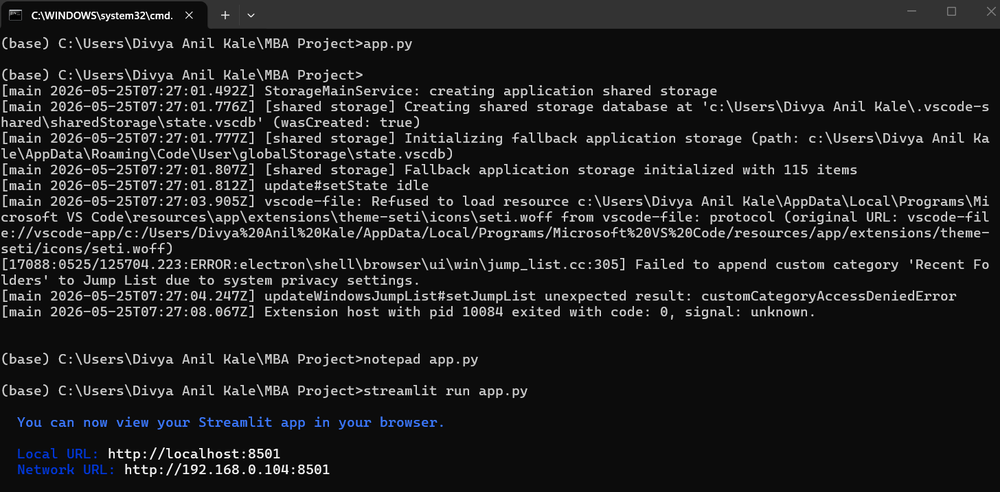 C:\WINDOWS\system32\cmd.
(base) C:\Users\Divya Anil Kale\MBA Project>app.py
(base) C:\Users\Divya Anil Kale\MBA Project>
[main 2026-05-25T07:27:01.492Z] StorageMainService: creating application shared storage
[main 2026-05-25T07:27:01.776Z] [shared storage] Creating shared storage database at 'c:\Users\Divya Anil Kale\.vscode-s
hared\sharedStorage\state.vscdb' (wasCreated: true)
[main 2026-05-25T07:27:01.777Z] [shared storage] Initializing fallback application storage (path: c:\Users\Divya Anil Ka
le\AppData\Roaming\Code\User\globalStorage\state.vscdb)
[main 2026-05-25T07:27:01.807Z] [shared storage] Fallback application storage initialized with 115 items
[main 2026-05-25T07:27:01.812Z] update#setState idle
[main 2026-05-25T07:27:03.905Z] vscode-file: Refused to load resource c:\Users\Divya Anil Kale\AppData\Local\Programs\Mi
crosoft VS Code\resources\app\extensions\theme-seti\icons\seti.woff from vscode-file: protocol (original URL: vscode-fil
e://vscode-app/c:/Users/Divya%20Anil%20Kale/AppData/Local/Programs/Microsoft%20VS%20Code/resources/app/extensions/theme-
seti/icons/seti.woff)
[17088:0525/125704.223:ERROR:electron\shell\browser\ui\win\jump_list.cc:305] Failed to append custom category 'Recent Fo
lders' to Jump List due to system privacy settings.
[main 2026-05-25T07:27:04.247Z] updateWindowsJumpList#setJumpList unexpected result: customCategoryAccessDeniedError
[main 2026-05-25T07:27:08.067Z] Extension host with pid 10084 exited with code: 0, signal: unknown.
(base) C:\Users\Divya Anil Kale\MBA Project>notepad app.py
(base) C:\Users\Divya Anil Kale\MBA Project>streamlit run app.py
You can now view your Streamlit app in your browser.
Local URL: http://localhost:8501
Network URL: http://192.168.0.104:8501